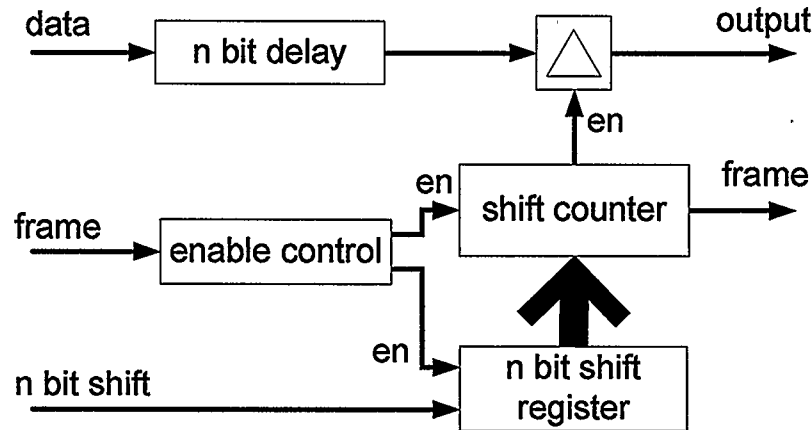 data
n bit delay
output
en
frame
enable control
en
shift counter
frame
en
n bit shift
n bit shift
register